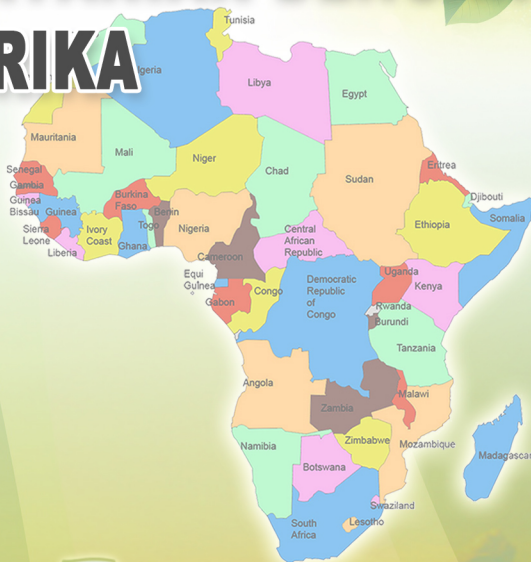 RIKA
Tunisia
geria
Libya
Egypt
Mauritania
Mali
Niger
Chad
Sudan
Eretrea
Senegal
Gambia
Guinea
Bissau
Guinea
Sierra
Leone
Liberia
Ivory
Coast
Burkina
Faso
Ghana
Togo
Benin
Nigeria
Cameroon
Central
African
Republic
Djibouti
Somalia
Ethiopia
Equi
Guinea
Gabon
Congo
Democratic
Republic
of
Congo
Uganda
Kenya
Rwanda
Burundi
Tanzania
Angola
Zambia
Malawi
Mozambique
Zimbabwe
Namibia
Botswana
Madagascar
Swaziland
Lesotho
South
Africa